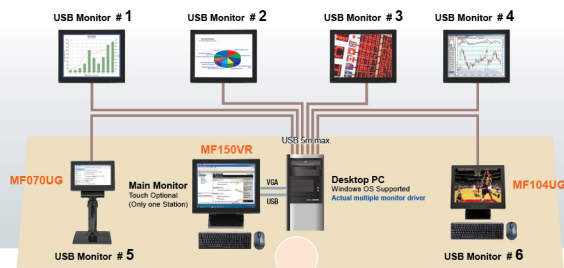 USB Monitor # 1
USB Monitor # 2
USB Monitor # 3
USB Monitor # 4
USB 5m max.
MF070UG
MF150VR
Main Monitor
Touch Optional
(Only one Station)
VGA
USB
Desktop PC
Windows OS Supported
Actual multiple monitor driver
MF104UG
USB Monitor # 5
USB Monitor # 6